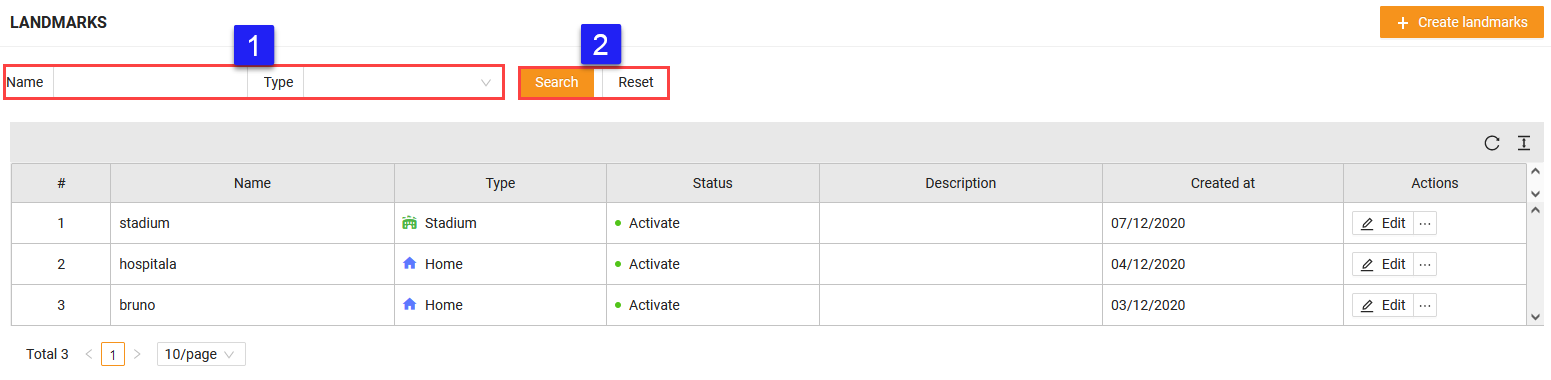 LANDMARKS
+ Create landmarks
1
2
Name Type Search Reset
# Name Type Status Description Created at Actions
1 stadium Stadium Activate 07/12/2020 Edit ...
2 hospitala Home Activate 04/12/2020 Edit ...
3 bruno Home Activate 03/12/2020 Edit ...
Total 3 < 1 > 10/page